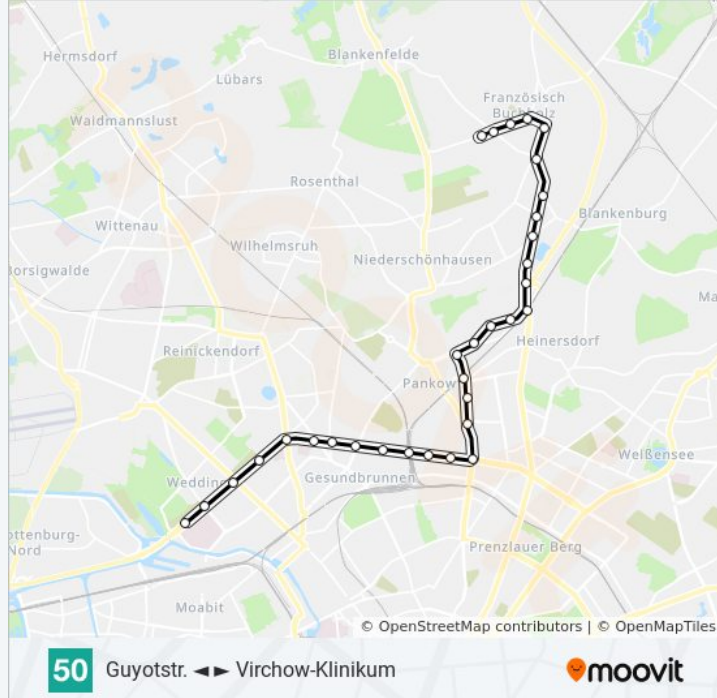 Hermsdorf
Blankenfelde
Lübars
Französisch
Buchholz
Waidmannslust
Rosenthal
Blankenburg
Wittenau
Wilhelmsruh
Niederschönhausen
Borsigwalde
Ma
Reinickendorf
Heinersdorf
Pankow
Wedding
Gesundbrunnen
Weißensee
ottenburg-
Nord
Prenzlauer Berg
Moabit
© OpenStreetMap contributors | © OpenMapTiles
50 Guyotstr. ◄► Virchow-Klinikum
moovit